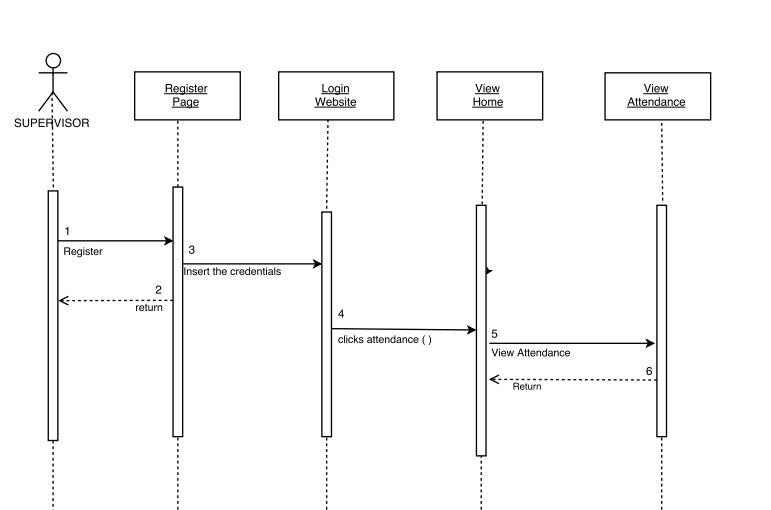 Register
Page
Login
Website
View
Home
View
Attendance
SUPERVISOR
1
Register
3
Insert the credentials
2
return
4
clicks attendance ( )
5
View Attendance
6
Return